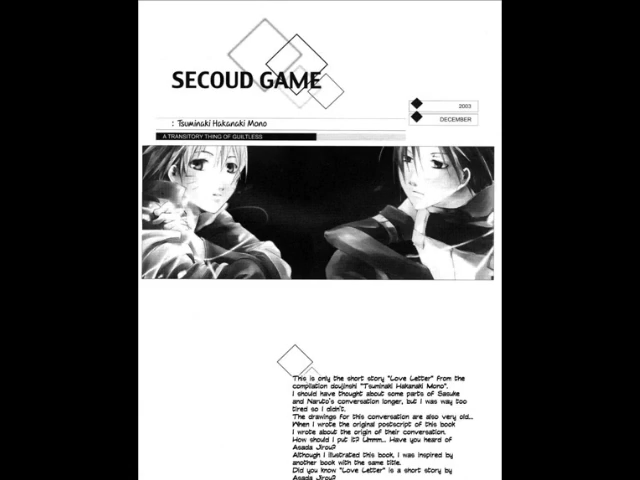 SECOUD GAME
: Tsuminaki Hakanaki Mono
2003
DECEMBER
A TRANSITORY THING OF GUILTLESS
This is only the short story "Love Letter" from the
compilation doujinshi "Tsuminaki Hakanaki Mono".
I should have thought about some parts of Sasuke
and Naruto's conversation longer, but I was way too
tired so I didn't.
The drawings for this conversation are also very old...
When I wrote the original postscript of this book
I wrote about the origin of their conversation.
How should I put it? Umm... Have you heard of
Asada Jirou?
Although I illustrated this book, I was inspired by
another book with the same title.
Did you know "Love Letter" is a short story by
Asada Jirou?